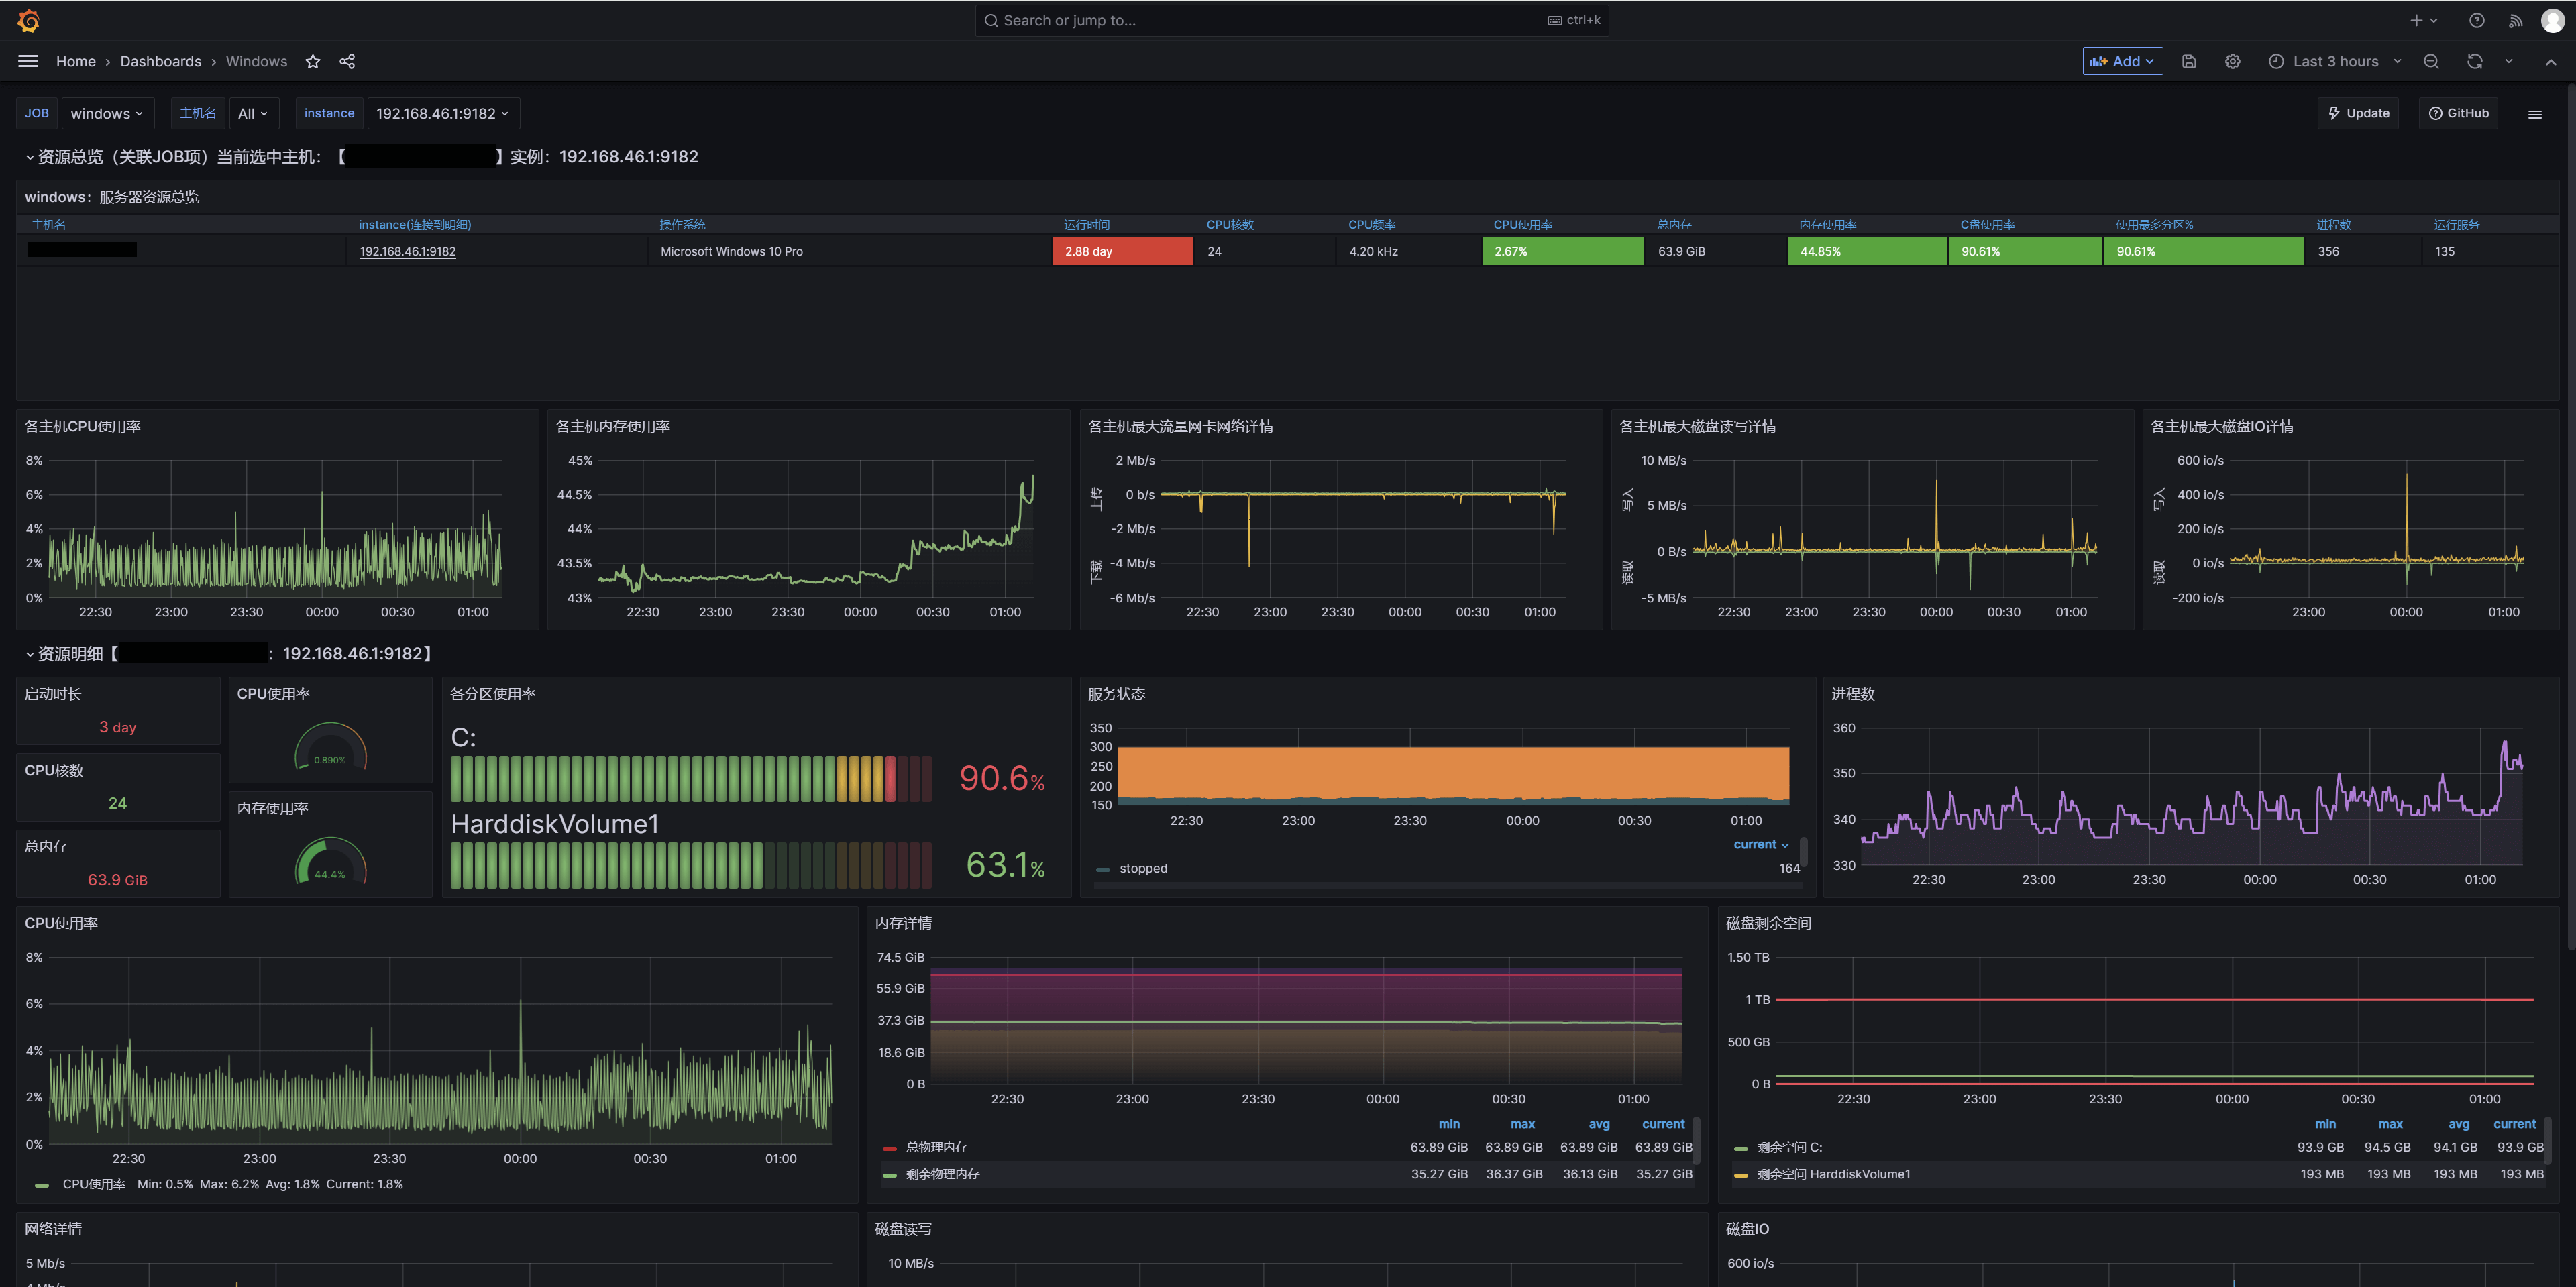 Search or jump to... ctrl+k
Home › Dashboards › Windows Add Last 3 hours
JOB windows 主机名 All instance 192.168.46.1:9182 Update GitHub
资源总览（关联JOB项）当前选中主机：【 】实例：192.168.46.1:9182
windows：服务器资源总览
主机名 instance(连接到明细) 操作系统 运行时间 CPU核数 CPU频率 CPU使用率 总内存 内存使用率 C盘使用率 使用最多分区% 进程数 运行服务
192.168.46.1:9182 Microsoft Windows 10 Pro 2.88 day 24 4.20 kHz 2.67% 63.9 GiB 44.85% 90.61% 90.61% 356 135
各主机CPU使用率
8%
6%
4%
2%
0%
22:30 23:00 23:30 00:00 00:30 01:00
各主机内存使用率
45%
44.5%
44%
43.5%
43%
22:30 23:00 23:30 00:00 00:30 01:00
各主机最大流量网卡网络详情
上传
下载
2 Mb/s
0 b/s
-2 Mb/s
-4 Mb/s
-6 Mb/s
22:30 23:00 23:30 00:00 00:30 01:00
各主机最大磁盘读写详情
写入
读取
10 MB/s
5 MB/s
0 B/s
-5 MB/s
22:30 23:00 23:30 00:00 00:30 01:00
各主机最大磁盘IO详情
写入
读取
600 io/s
400 io/s
200 io/s
0 io/s
-200 io/s
23:00 00:00 01:00
资源明细【 ：192.168.46.1:9182】
启动时长
3 day
CPU核数
24
总内存
63.9 GiB
CPU使用率
0.890%
内存使用率
44.4%
各分区使用率
C:
90.6%
HarddiskVolume1
63.1%
服务状态
350
300
250
200
150
22:30 23:00 23:30 00:00 00:30 01:00
current
stopped 164
进程数
360
350
340
330
22:30 23:00 23:30 00:00 00:30 01:00
CPU使用率
8%
6%
4%
2%
0%
22:30 23:00 23:30 00:00 00:30 01:00
CPU使用率 Min: 0.5% Max: 6.2% Avg: 1.8% Current: 1.8%
内存详情
74.5 GiB
55.9 GiB
37.3 GiB
18.6 GiB
0 B
22:30 23:00 23:30 00:00 00:30 01:00
min max avg current
总物理内存 63.89 GiB 63.89 GiB 63.89 GiB 63.89 GiB
剩余物理内存 35.27 GiB 36.37 GiB 36.13 GiB 35.27 GiB
磁盘剩余空间
1.50 TB
1 TB
500 GB
0 B
22:30 23:00 23:30 00:00 00:30 01:00
min max avg current
剩余空间 C: 93.9 GB 94.5 GB 94.1 GB 93.9 GB
剩余空间 HarddiskVolume1 193 MB 193 MB 193 MB 193 MB
网络详情
5 Mb/s
磁盘读写
10 MB/s
磁盘IO
600 io/s